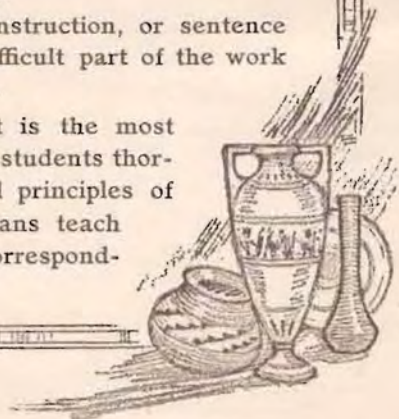 nstruction, or sentence
fficult part of the work
t is the most
students thor-
l principles of
ans teach
orrespond-